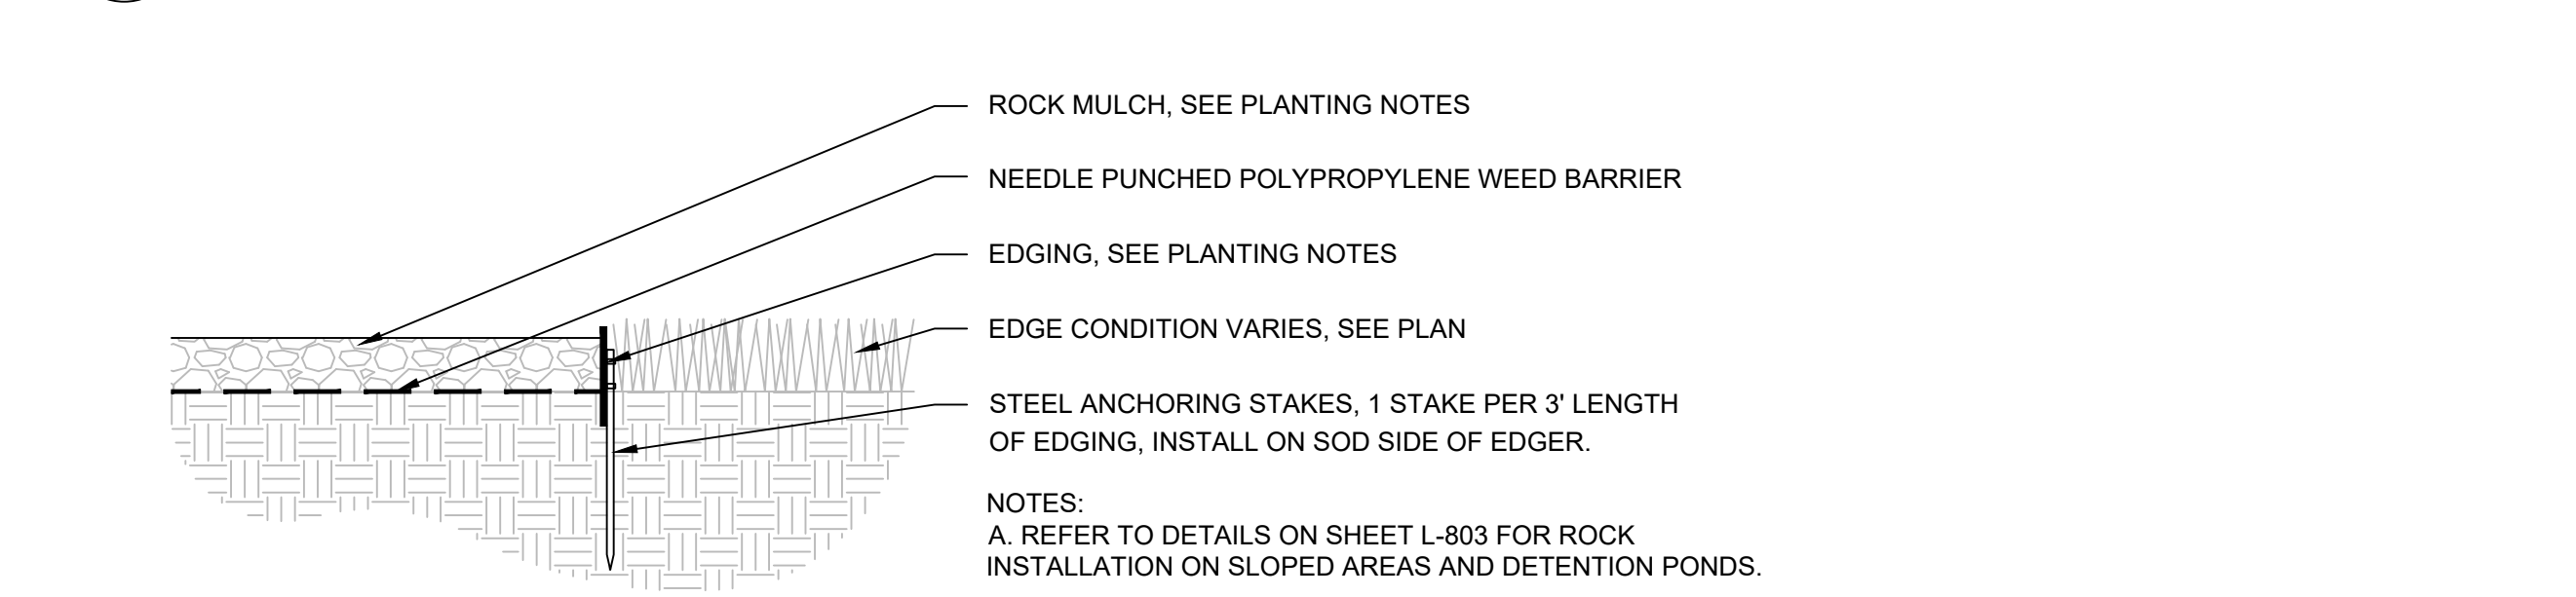 ROCK MULCH, SEE PLANTING NOTES
NEEDLE PUNCHED POLYPROPYLENE WEED BARRIER
EDGING, SEE PLANTING NOTES
EDGE CONDITION VARIES, SEE PLAN
STEEL ANCHORING STAKES, 1 STAKE PER 3' LENGTH
OF EDGING, INSTALL ON SOD SIDE OF EDGER.
NOTES:
A. REFER TO DETAILS ON SHEET L-803 FOR ROCK
INSTALLATION ON SLOPED AREAS AND DETENTION PONDS.